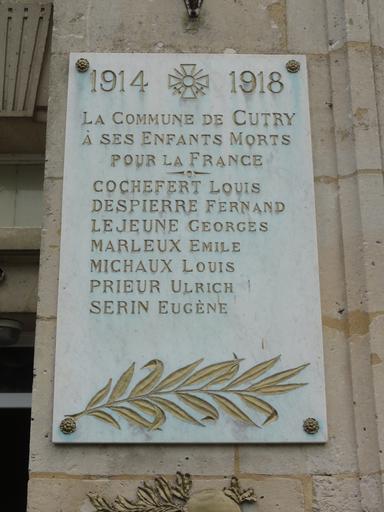 1914 1918
LA COMMUNE DE CUTRY
À SES ENFANTS MORTS
POUR LA FRANCE
COCHEFERT LOUIS
DESPIERRE FERNAND
LEJEUNE GEORGES
MARLEUX EMILE
MICHAUX LOUIS
PRIEUR ULRICH
SERIN EUGÈNE